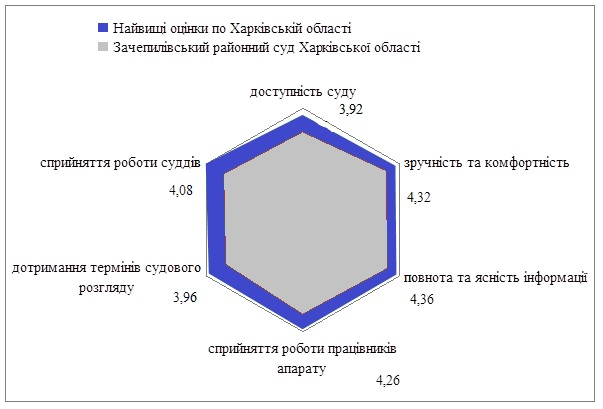 Найвищі оцінки по Харківській області
Зачепилівський районний суд Харківської області
доступність суду
3,92
сприйняття роботи суддів
4,08
зручність та комфортність
4,32
дотримання термінів судового
розгляду
3,96
повнота та ясність інформації
4,36
сприйняття роботи працівників
апарату
4,26